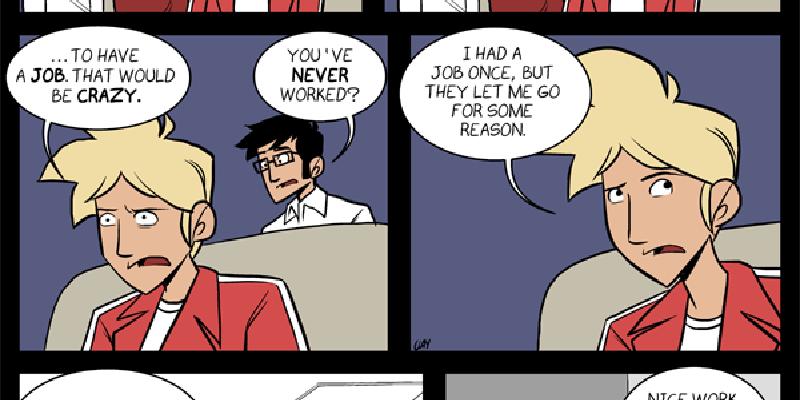 ...TO HAVE
A JOB. THAT WOULD
BE CRAZY.
YOU'VE
NEVER
WORKED?
I HAD A
JOB ONCE, BUT
THEY LET ME GO
FOR SOME
REASON.
NICE WORK